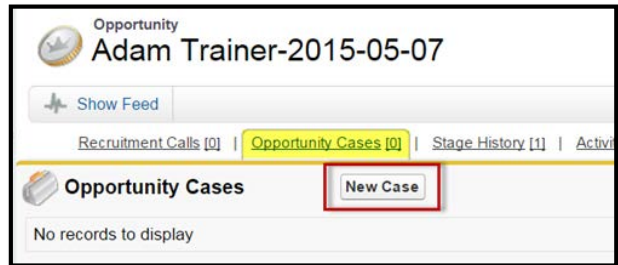 Opportunity
Adam Trainer-2015-05-07
Show Feed
Recruitment Calls [0] | Opportunity Cases [0] | Stage History [1] |
Opportunity Cases New Case
No records to display